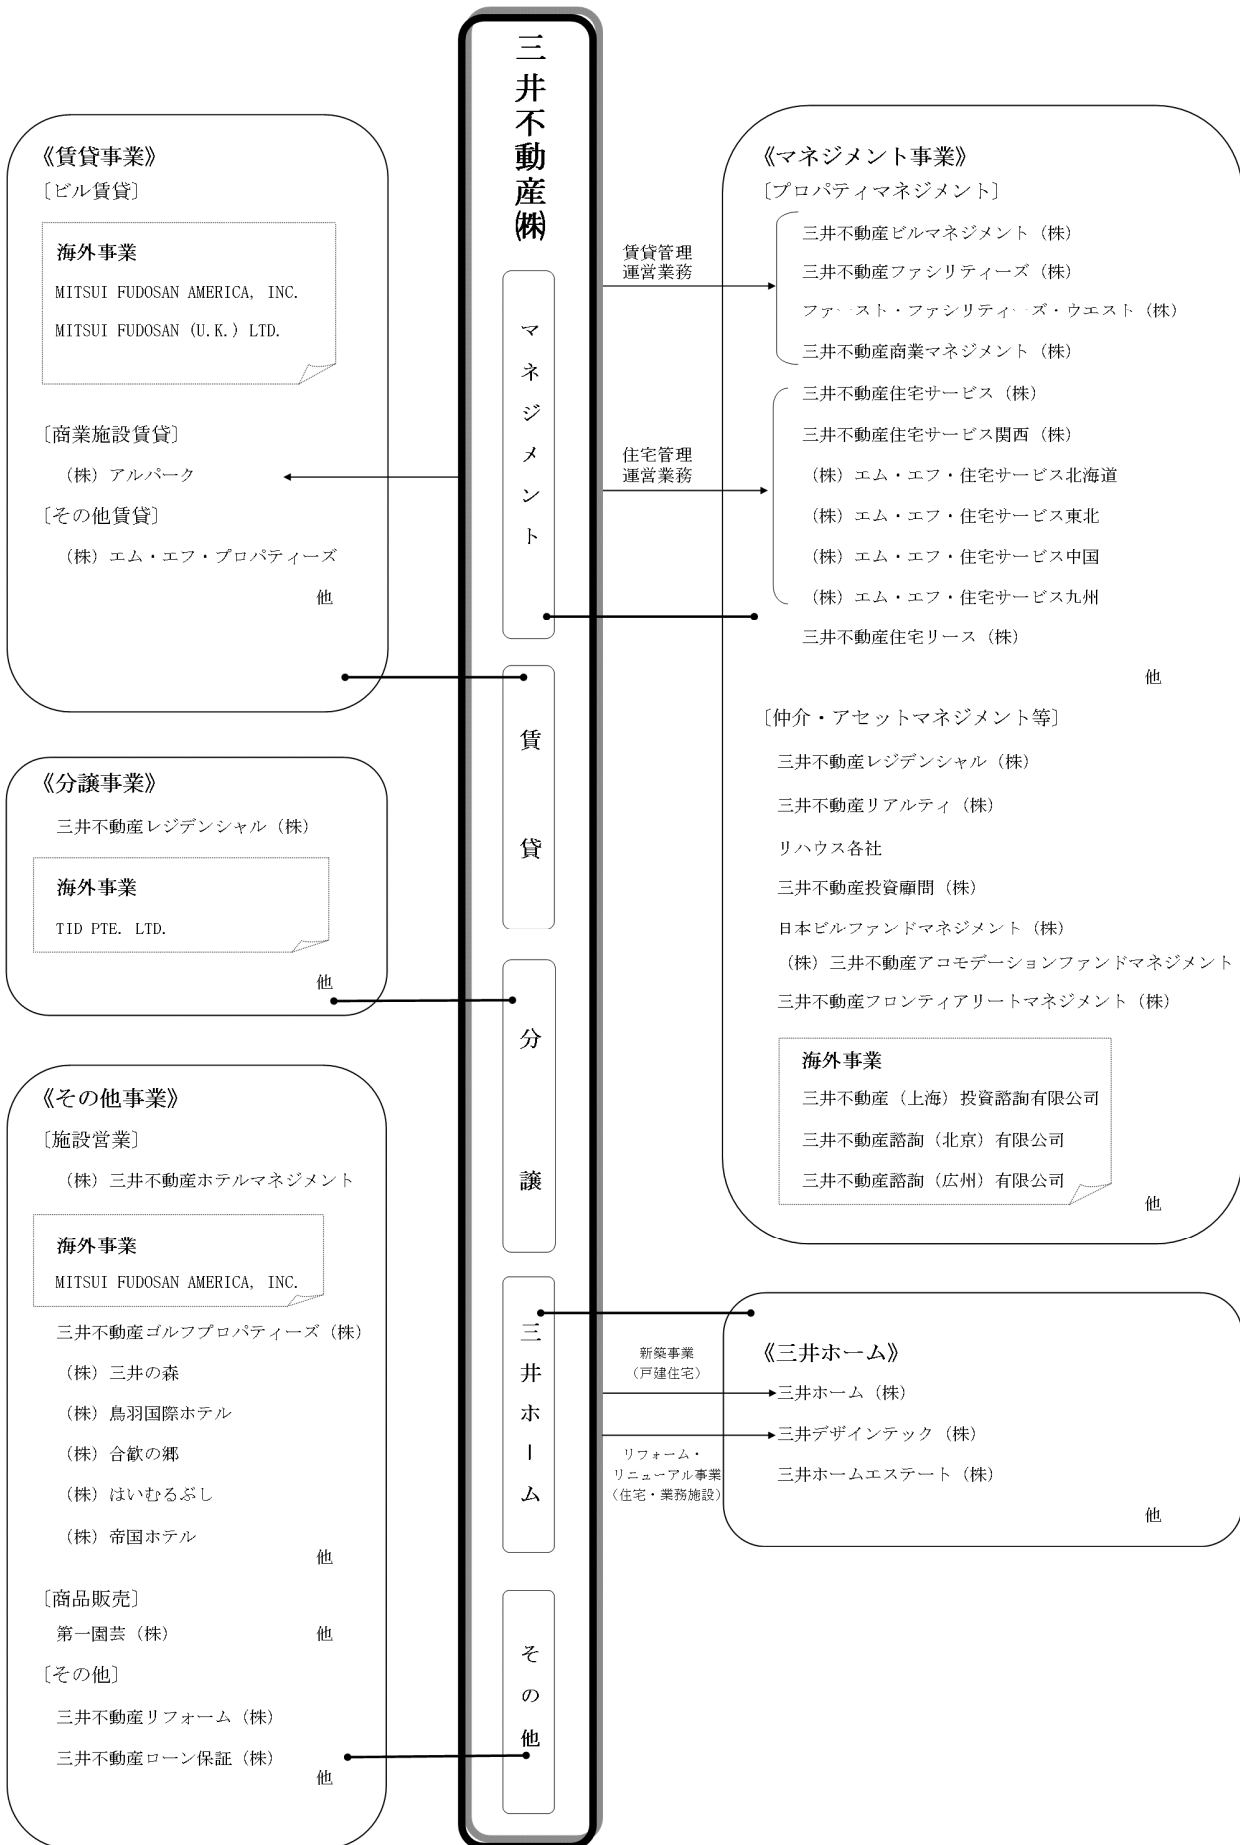 三井不動産㈱
マネジメント
賃貸
分譲
三井ホーム
その他
《賃貸事業》
〔ビル賃貸〕
海外事業
MITSUI FUDOSAN AMERICA, INC.
MITSUI FUDOSAN (U.K.) LTD.
〔商業施設賃貸〕
（株）アルパーク
〔その他賃貸〕
（株）エム・エフ・プロパティーズ
他
《分譲事業》
三井不動産レジデンシャル（株）
海外事業
TID PTE. LTD.
他
《その他事業》
〔施設営業〕
（株）三井不動産ホテルマネジメント
海外事業
MITSUI FUDOSAN AMERICA, INC.
三井不動産ゴルフプロパティーズ（株）
（株）三井の森
（株）鳥羽国際ホテル
（株）合歓の郷
（株）はいむるぶし
（株）帝国ホテル
他
〔商品販売〕
第一園芸（株）　他
〔その他〕
三井不動産リフォーム（株）
三井不動産ローン保証（株）
他
賃貸管理
運営業務
住宅管理
運営業務
《マネジメント事業》
〔プロパティマネジメント〕
三井不動産ビルマネジメント（株）
三井不動産ファシリティーズ（株）
ファースト・ファシリティーズ・ウエスト（株）
三井不動産商業マネジメント（株）
三井不動産住宅サービス（株）
三井不動産住宅サービス関西（株）
（株）エム・エフ・住宅サービス北海道
（株）エム・エフ・住宅サービス東北
（株）エム・エフ・住宅サービス中国
（株）エム・エフ・住宅サービス九州
三井不動産住宅リース（株）
他
〔仲介・アセットマネジメント等〕
三井不動産レジデンシャル（株）
三井不動産リアルティ（株）
リハウス各社
三井不動産投資顧問（株）
日本ビルファンドマネジメント（株）
（株）三井不動産アコモデーションファンドマネジメント
三井不動産フロンティアリートマネジメント（株）
海外事業
三井不動産（上海）投資諮詢有限公司
三井不動産諮詢（北京）有限公司
三井不動産諮詢（広州）有限公司
他
新築事業
（戸建住宅）
リフォーム・
リニューアル事業
（住宅・業務施設）
《三井ホーム》
三井ホーム（株）
三井デザインテック（株）
三井ホームエステート（株）
他